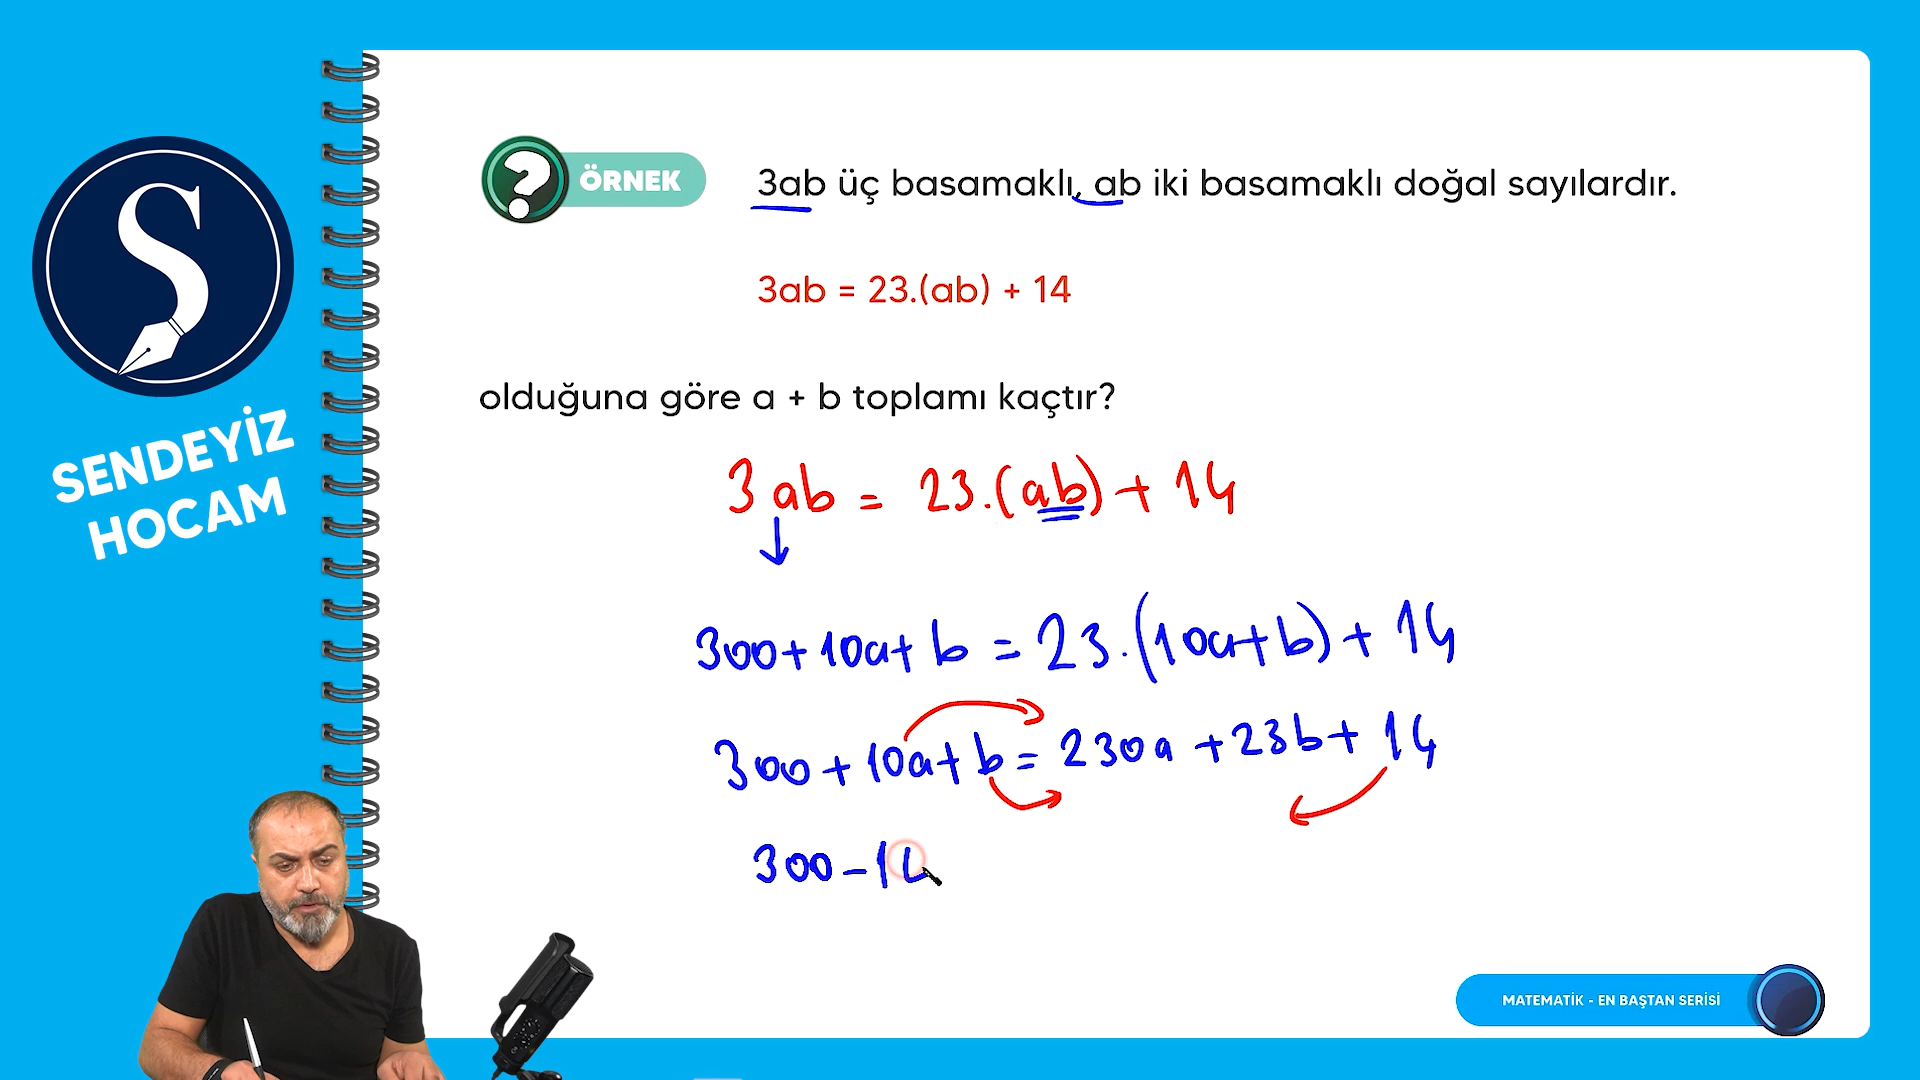 SENDEYİZ
HOCAM
? ÖRNEK
3ab üç basamaklı, ab iki basamaklı doğal sayılardır.
3ab = 23.(ab) + 14
olduğuna göre a + b toplamı kaçtır?
3ab = 23.(ab) + 14
300+10a+b = 23.(10a+b)+14
300+10a+b = 230a+23b+14
300-14
MATEMATİK - EN BAŞTAN SERİSİ